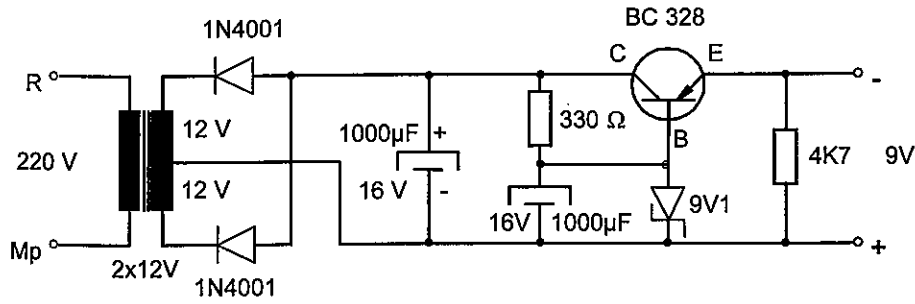 BC 328
1N4001
C
E
R
-
12 V
1000µF
+
330 Ω
B
220 V
4K7
9V
12 V
16 V
-
9V1
16V
1000µF
Mp
+
2x12V
1N4001